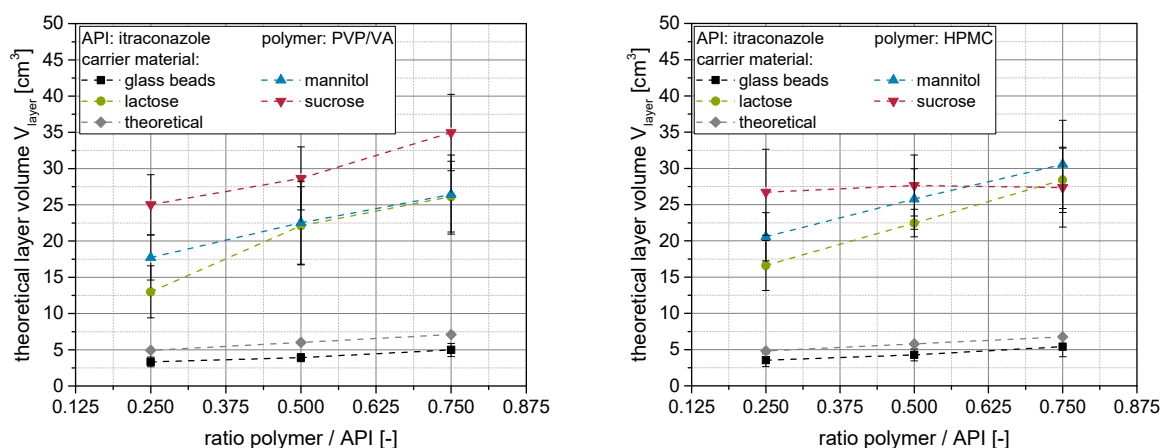 API: itraconazole polymer: PVP/VA
carrier material:
glass beads mannitol
lactose sucrose
theoretical
theoretical layer volume V_layer [cm³]
50
45
40
35
30
25
20
15
10
5
0
0.125 0.250 0.375 0.500 0.625 0.750 0.875
ratio polymer / API [-]
API: itraconazole polymer: HPMC
carrier material:
glass beads mannitol
lactose sucrose
theoretical
theoretical layer volume V_layer [cm³]
50
45
40
35
30
25
20
15
10
5
0
0.125 0.250 0.375 0.500 0.625 0.750 0.875
ratio polymer / API [-]